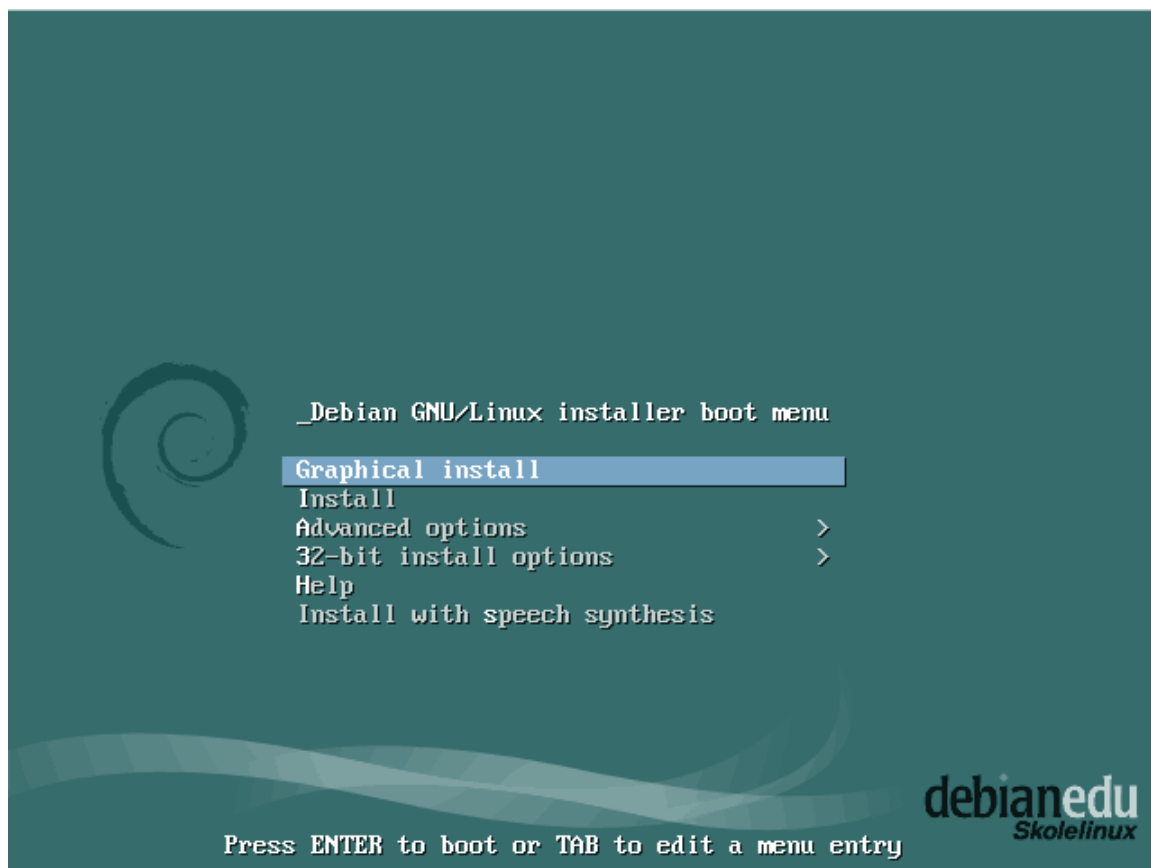 _Debian GNU/Linux installer boot menu
Graphical install
Install
Advanced options >
32-bit install options >
Help
Install with speech synthesis
debianedu
Skolelinux
Press ENTER to boot or TAB to edit a menu entry